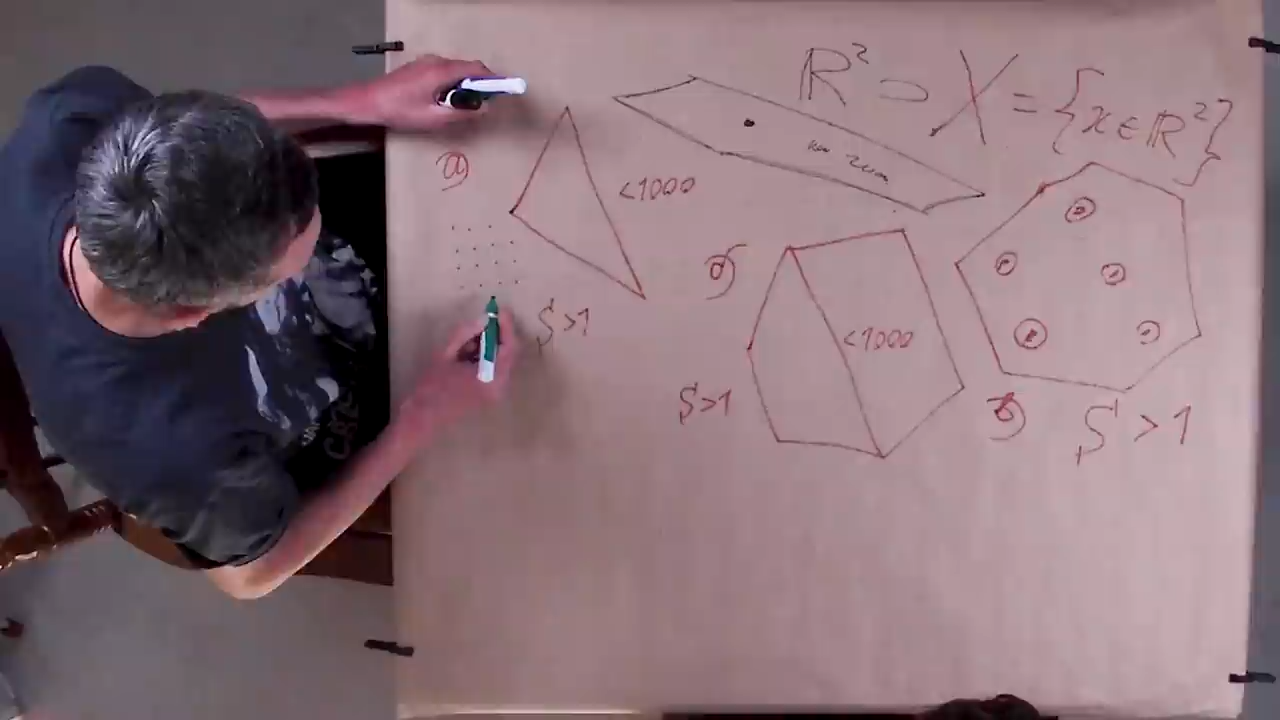 ℝ² ⊃ X = {x ∈ ℝ²}
а)
<1000
S>1
б)
<1000
S>1
в)
S>1